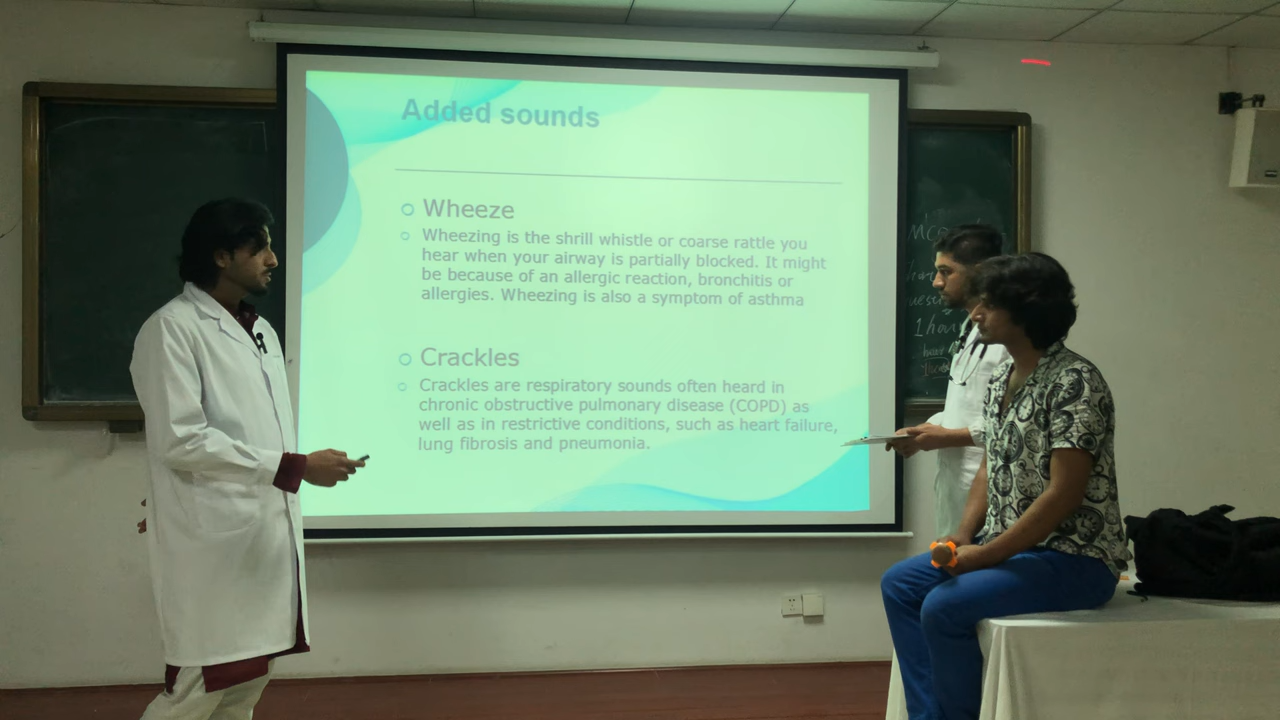 Added sounds
Wheeze
Wheezing is the shrill whistle or coarse rattle you
hear when your airway is partially blocked. It might
be because of an allergic reaction, bronchitis or
allergies. Wheezing is also a symptom of asthma
Crackles
Crackles are respiratory sounds often heard in
chronic obstructive pulmonary disease (COPD) as
well as in restrictive conditions, such as heart failure,
lung fibrosis and pneumonia.
1 hour